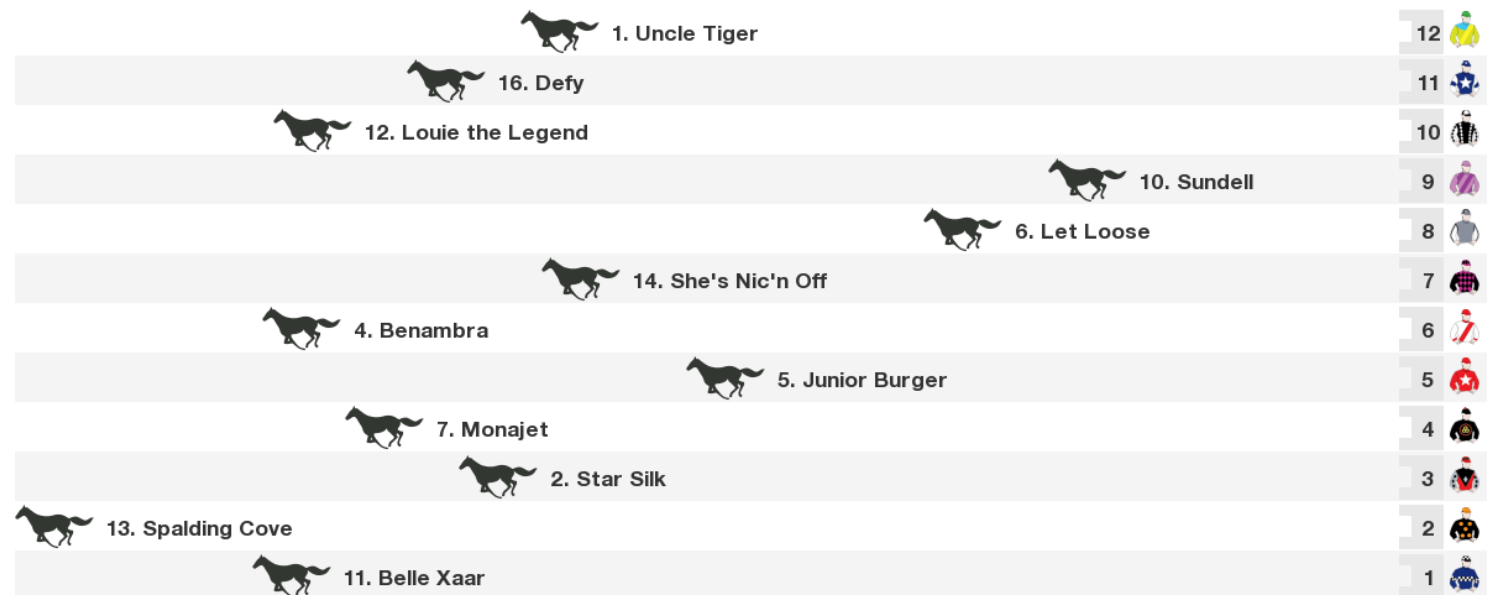 1. Uncle Tiger 12
16. Defy 11
12. Louie the Legend 10
10. Sundell 9
6. Let Loose 8
14. She's Nic'n Off 7
4. Benambra 6
5. Junior Burger 5
7. Monajet 4
2. Star Silk 3
13. Spalding Cove 2
11. Belle Xaar 1